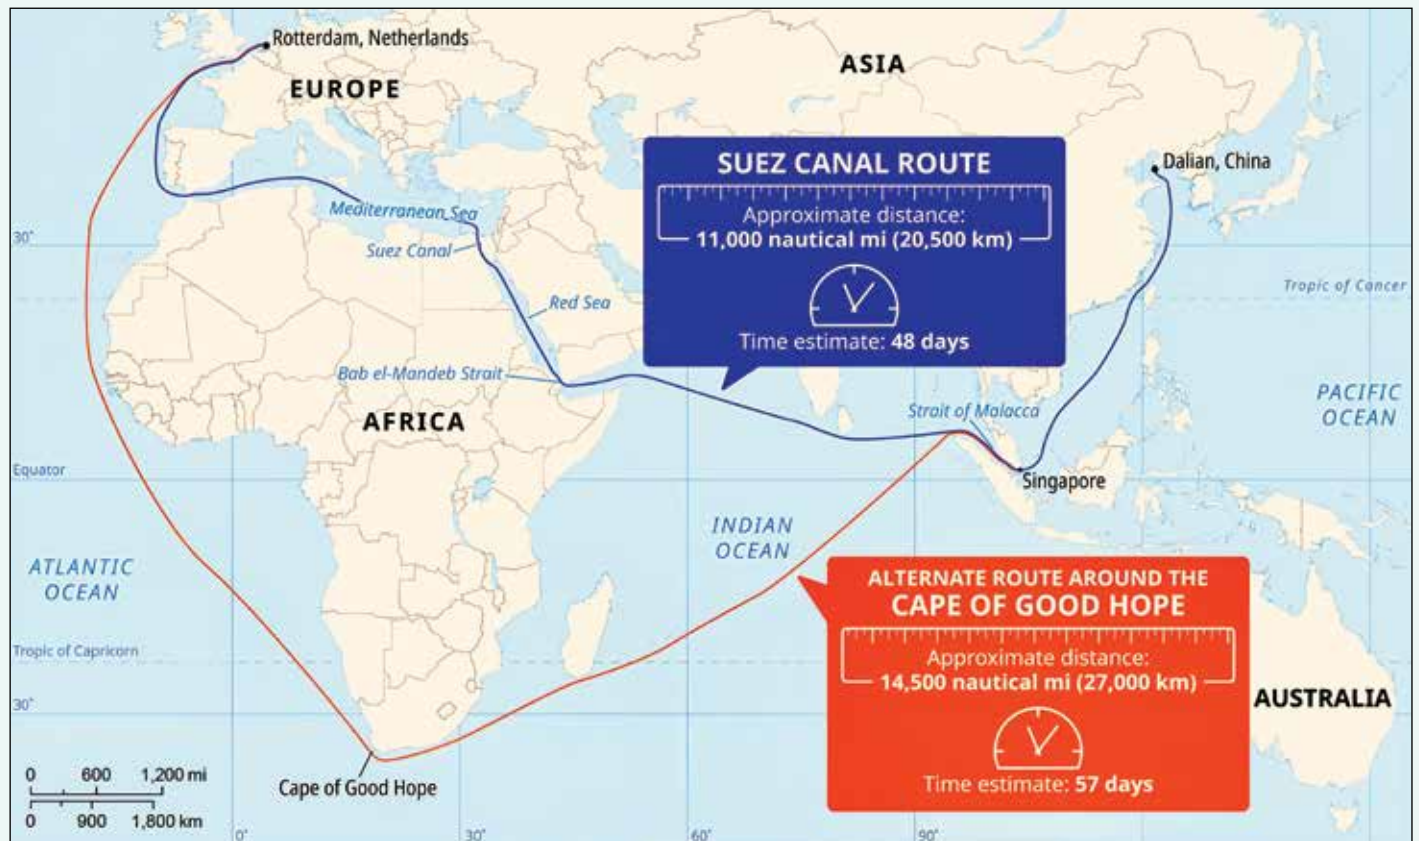 Rotterdam, Netherlands
EUROPE
ASIA
SUEZ CANAL ROUTE
Approximate distance:
11,000 nautical mi (20,500 km)
Time estimate: 48 days
Dalian, China
Mediterranean Sea
Suez Canal
30°
Red Sea
Tropic of Cancer
Bab el-Mandeb Strait
AFRICA
Strait of Malacca
PACIFIC
OCEAN
Equator
Singapore
INDIAN
OCEAN
ATLANTIC
OCEAN
ALTERNATE ROUTE AROUND THE
CAPE OF GOOD HOPE
Approximate distance:
14,500 nautical mi (27,000 km)
Time estimate: 57 days
Tropic of Capricorn
30°
AUSTRALIA
Cape of Good Hope
0 600 1,200 mi
0 900 1,800 km
0° 30° 60° 90°